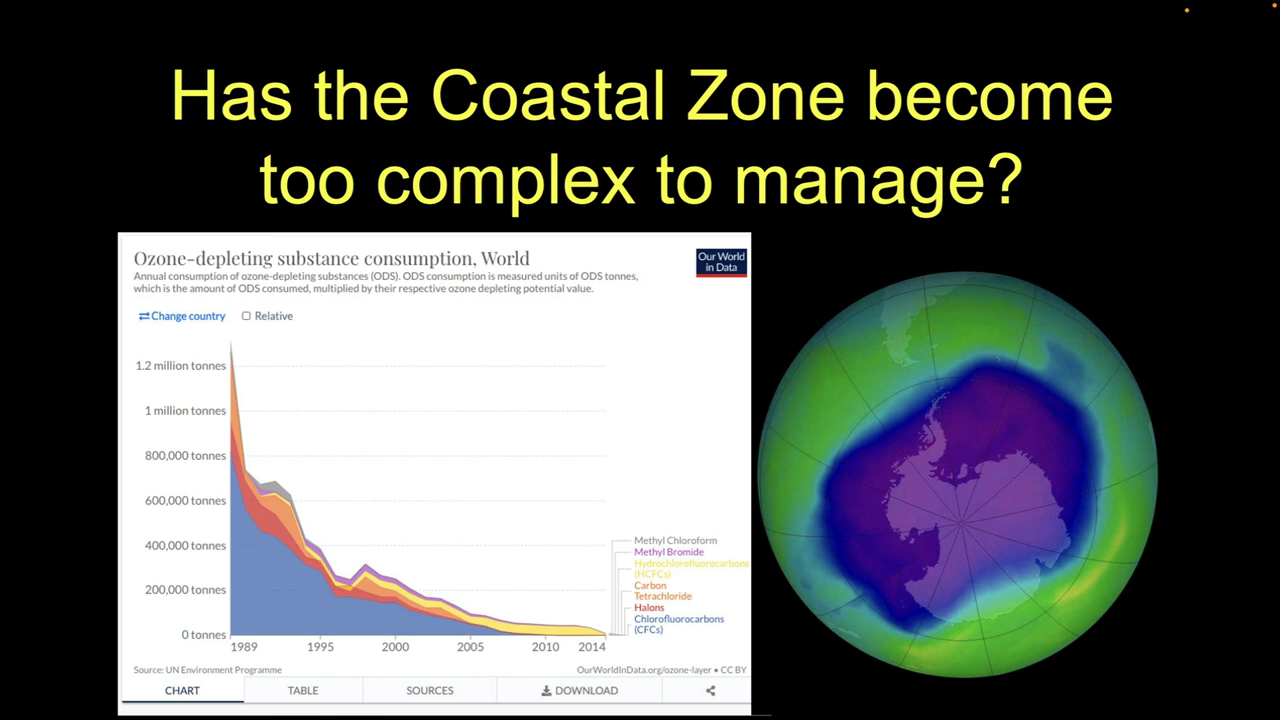 Has the Coastal Zone become
too complex to manage?
Ozone-depleting substance consumption, World
Annual consumption of ozone-depleting substances (ODS). ODS consumption is measured units of ODS tonnes,
which is the amount of ODS consumed, multiplied by their respective ozone depleting potential value.
Our World
in Data
Change country
Relative
1.2 million tonnes
1 million tonnes
800,000 tonnes
600,000 tonnes
400,000 tonnes
200,000 tonnes
0 tonnes
1989
1995
2000
2005
2010
2014
Methyl Chloroform
Methyl Bromide
Hydrochlorofluorocarbons
(HCFCs)
Carbon
Tetrachloride
Halons
Chlorofluorocarbons
(CFCs)
Source: UN Environment Programme
OurWorldInData.org/ozone-layer • CC BY
CHART
TABLE
SOURCES
DOWNLOAD